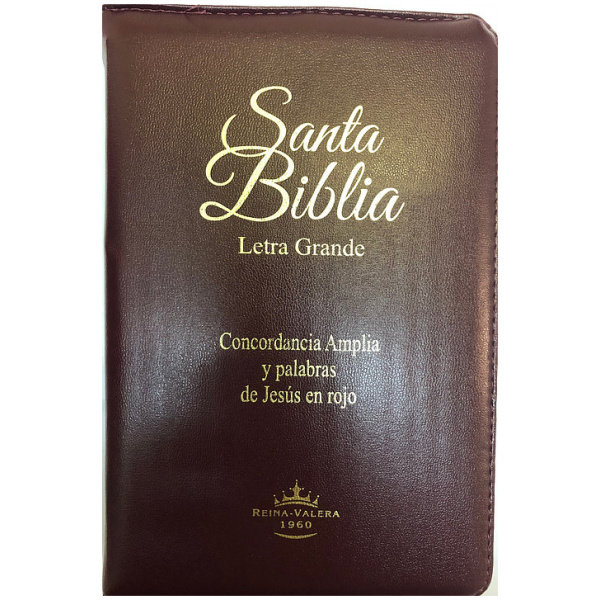 Santa
Biblia
Letra Grande
Concordancia Amplia
y palabras
de Jesús en rojo
REINA-VALERA
1960